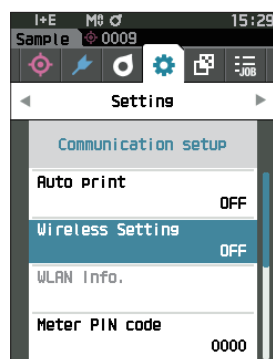 I+E M 15:29
Sample 0009
-JOB
Setting
Communication setup
Auto print
OFF
Wireless Setting
OFF
WLAN Info.
Meter PIN code
0000